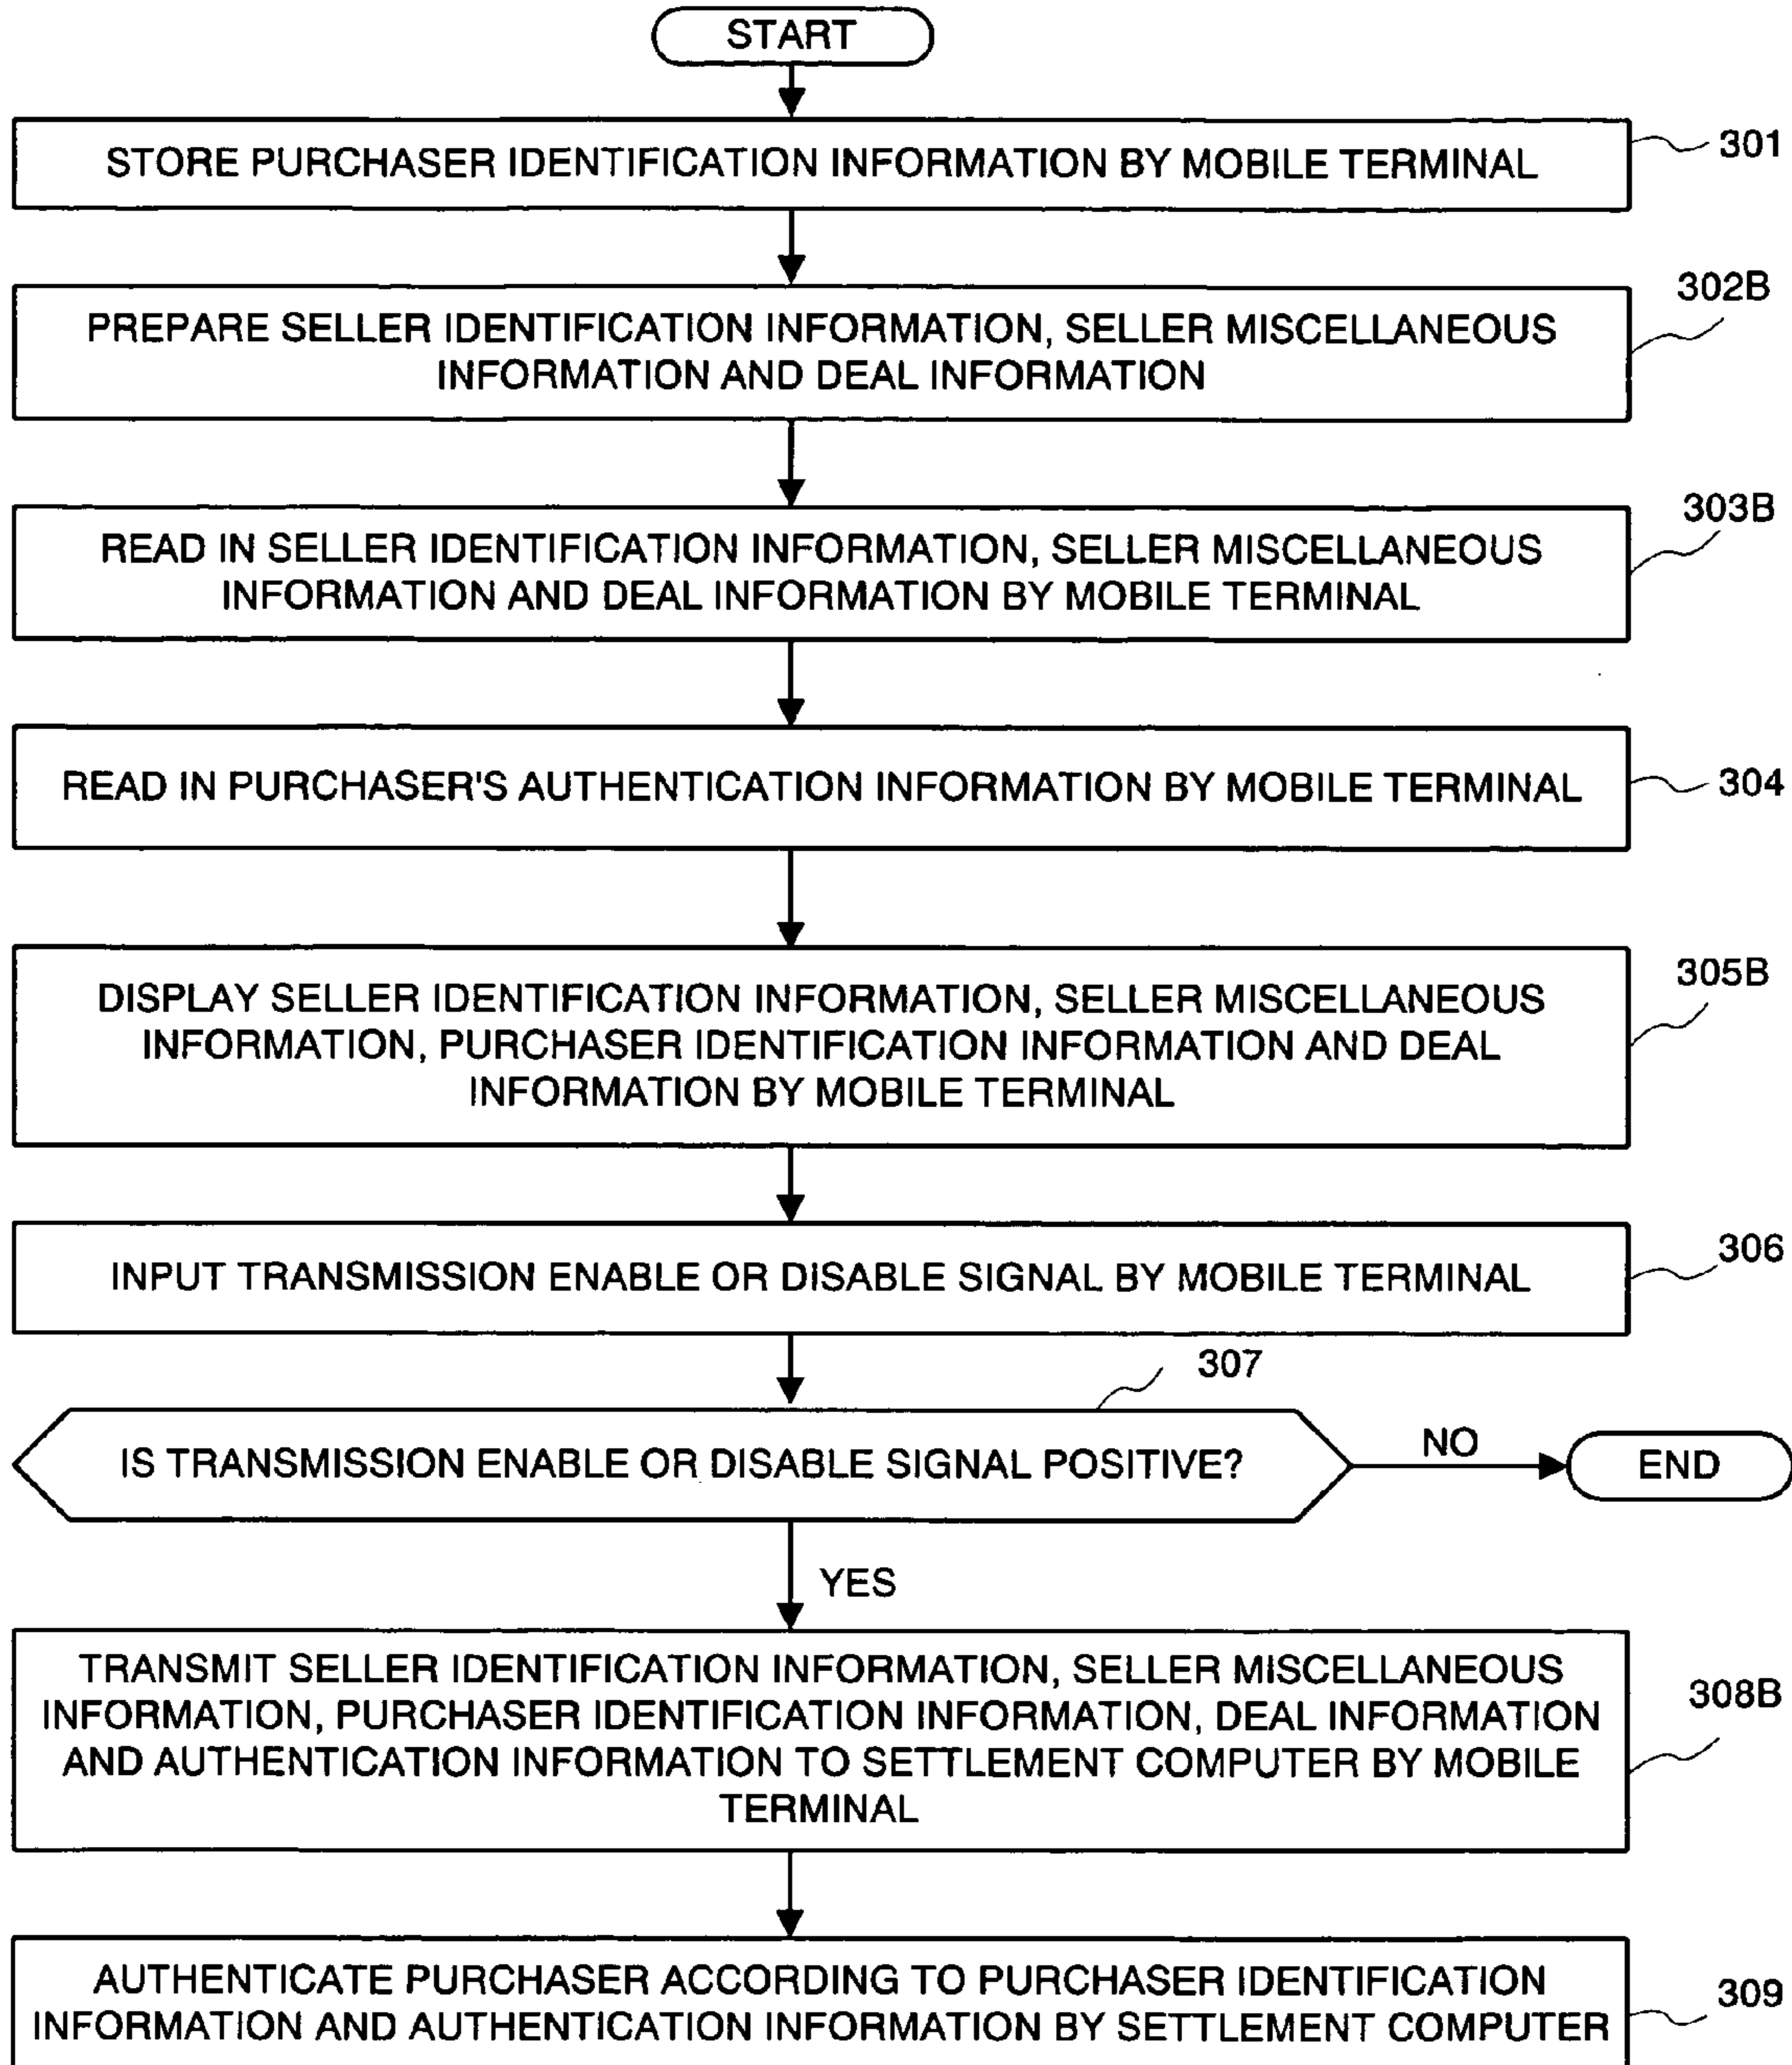 START
STORE PURCHASER IDENTIFICATION INFORMATION BY MOBILE TERMINAL
301
302B
PREPARE SELLER IDENTIFICATION INFORMATION, SELLER MISCELLANEOUS
INFORMATION AND DEAL INFORMATION
303B
READ IN SELLER IDENTIFICATION INFORMATION, SELLER MISCELLANEOUS
INFORMATION AND DEAL INFORMATION BY MOBILE TERMINAL
READ IN PURCHASER'S AUTHENTICATION INFORMATION BY MOBILE TERMINAL
304
305B
DISPLAY SELLER IDENTIFICATION INFORMATION, SELLER MISCELLANEOUS
INFORMATION, PURCHASER IDENTIFICATION INFORMATION AND DEAL
INFORMATION BY MOBILE TERMINAL
306
INPUT TRANSMISSION ENABLE OR DISABLE SIGNAL BY MOBILE TERMINAL
307
IS TRANSMISSION ENABLE OR DISABLE SIGNAL POSITIVE?
NO
END
YES
TRANSMIT SELLER IDENTIFICATION INFORMATION, SELLER MISCELLANEOUS
INFORMATION, PURCHASER IDENTIFICATION INFORMATION, DEAL INFORMATION
AND AUTHENTICATION INFORMATION TO SETTLEMENT COMPUTER BY MOBILE
TERMINAL
308B
AUTHENTICATE PURCHASER ACCORDING TO PURCHASER IDENTIFICATION
INFORMATION AND AUTHENTICATION INFORMATION BY SETTLEMENT COMPUTER
309